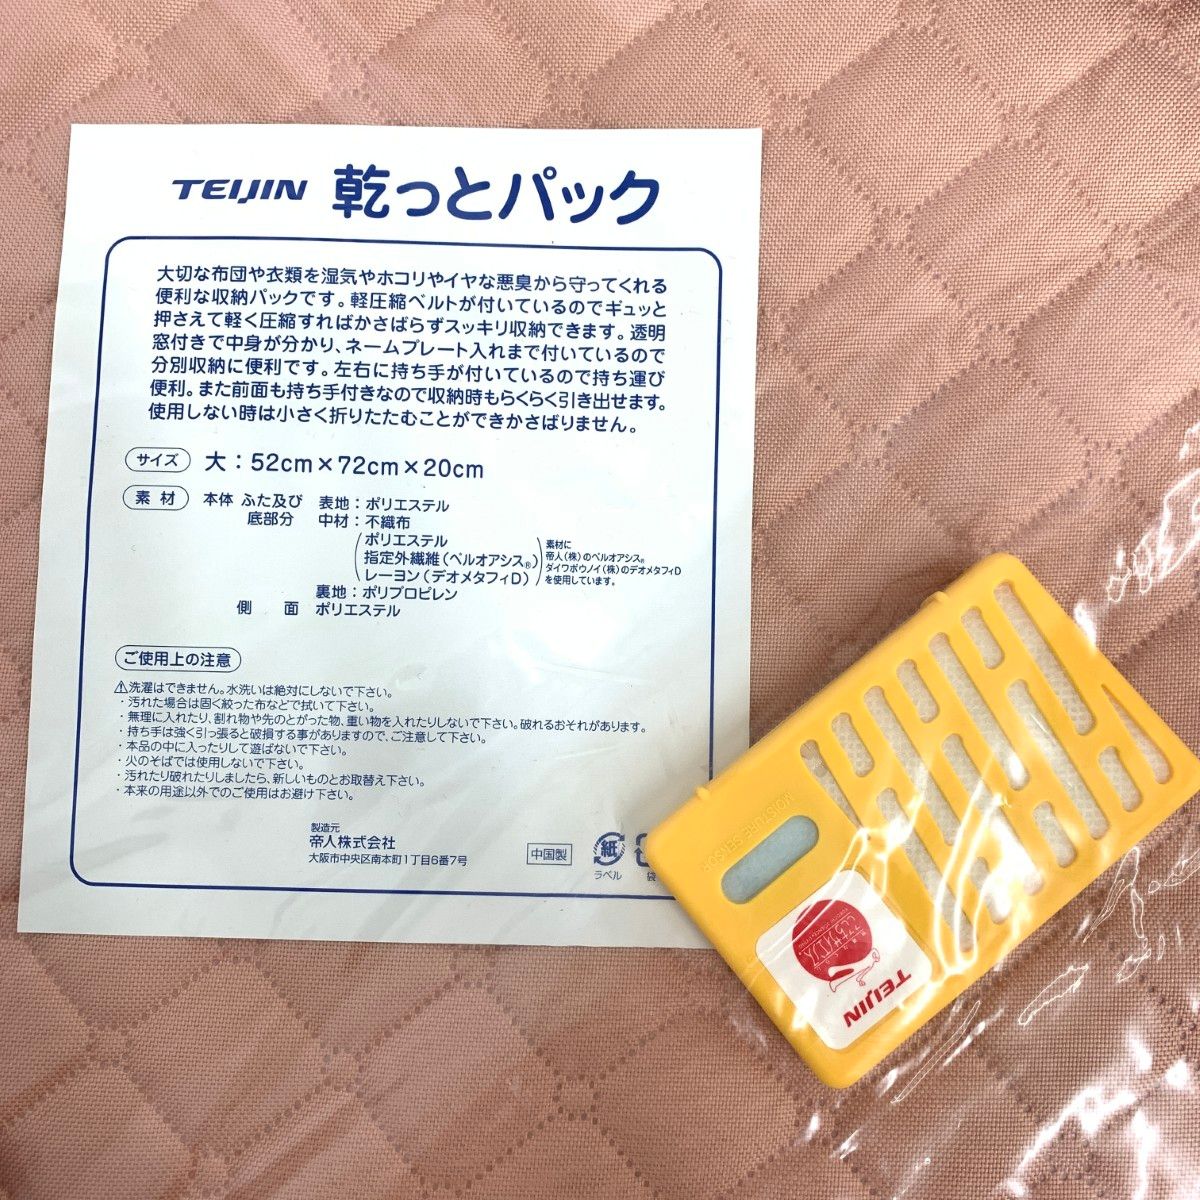 TEIJIN 乾っとパック
大切な布団や衣類を湿気やホコリやイヤな悪臭から守ってくれる
便利な収納パックです。軽圧縮ベルトが付いているのでギュッと
押さえて軽く圧縮すればかさばらずスッキリ収納できます。透明
窓付きで中身が分かり、ネームプレート入れまで付いているので
分別収納に便利です。左右に持ち手が付いているので持ち運び
便利。また前面も持ち手付きなので収納時もらくらく引き出せます。
使用しない時は小さく折りたたむことができかさばりません。
サイズ 大：52cm×72cm×20cm
素材 本体 ふた及び 表地：ポリエステル
底部分 中材：不織布
ポリエステル
指定外繊維（ベルオアシス®）
レーヨン（デオメタフィD）
素材に
帝人(株)のベルオアシス®
ダイワボウノイ(株)のデオメタフィD
を使用しています。
裏地：ポリプロピレン
側面 ポリエステル
ご使用上の注意
⚠洗濯はできません。水洗いは絶対にしないで下さい。
・汚れた場合は固く絞った布などで拭いて下さい。
・無理に入れたり、割れ物や先のとがった物、重い物を入れたりしないで下さい。破れるおそれがあります。
・持ち手は強く引っ張ると破損する事がありますので、ご注意して下さい。
・本品の中に入ったりして遊ばないで下さい。
・火のそばでは使用しないで下さい。
・汚れたり破れたりしましたら、新しいものとお取替え下さい。
・本来の用途以外でのご使用はお避け下さい。
製造元
帝人株式会社
大阪市中央区南本町1丁目6番7号
中国製
紙
ラベル
袋
MOISTURE SENSOR
TEIJIN